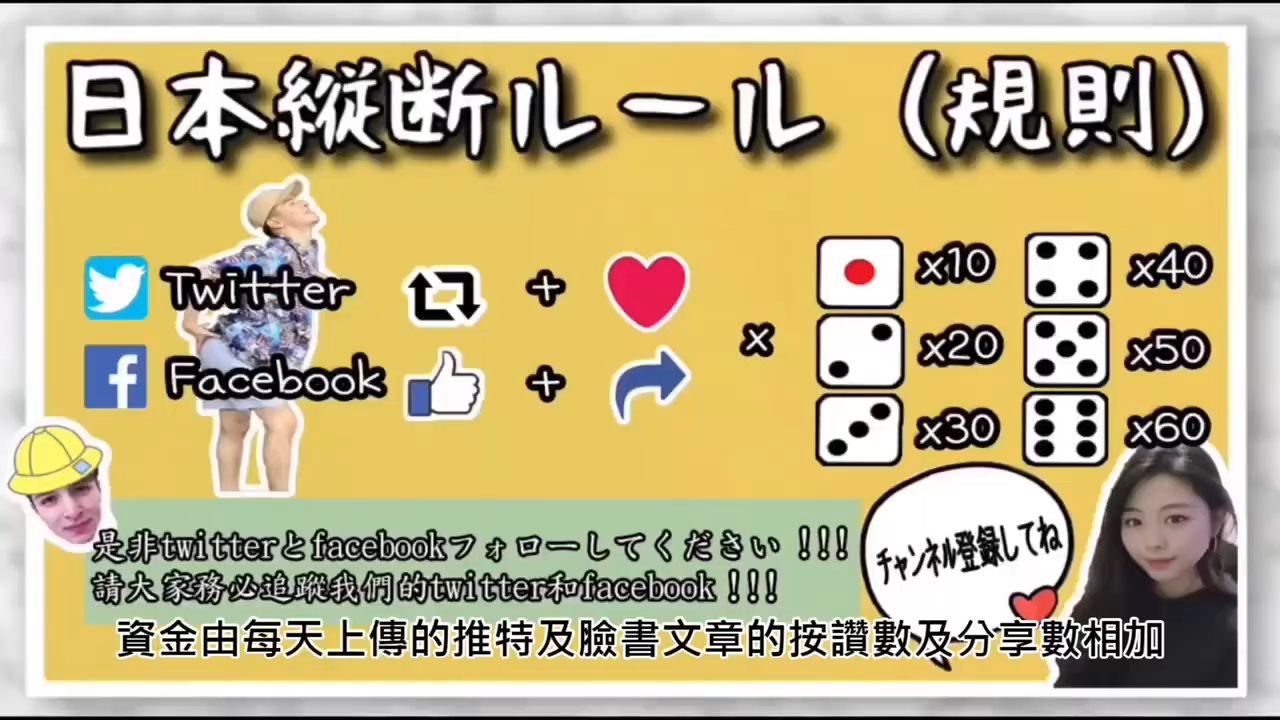 日本縦断ルール（規則）
Twitter + x x10 x40
x20 x50
Facebook +
x30 x60
是非twitterとfacebookフォローしてください！！！
請大家務必追蹤我們的twitter和facebook！！！
チャンネル登録してね
資金由每天上傳的推特及臉書文章的按讚數及分享數相加